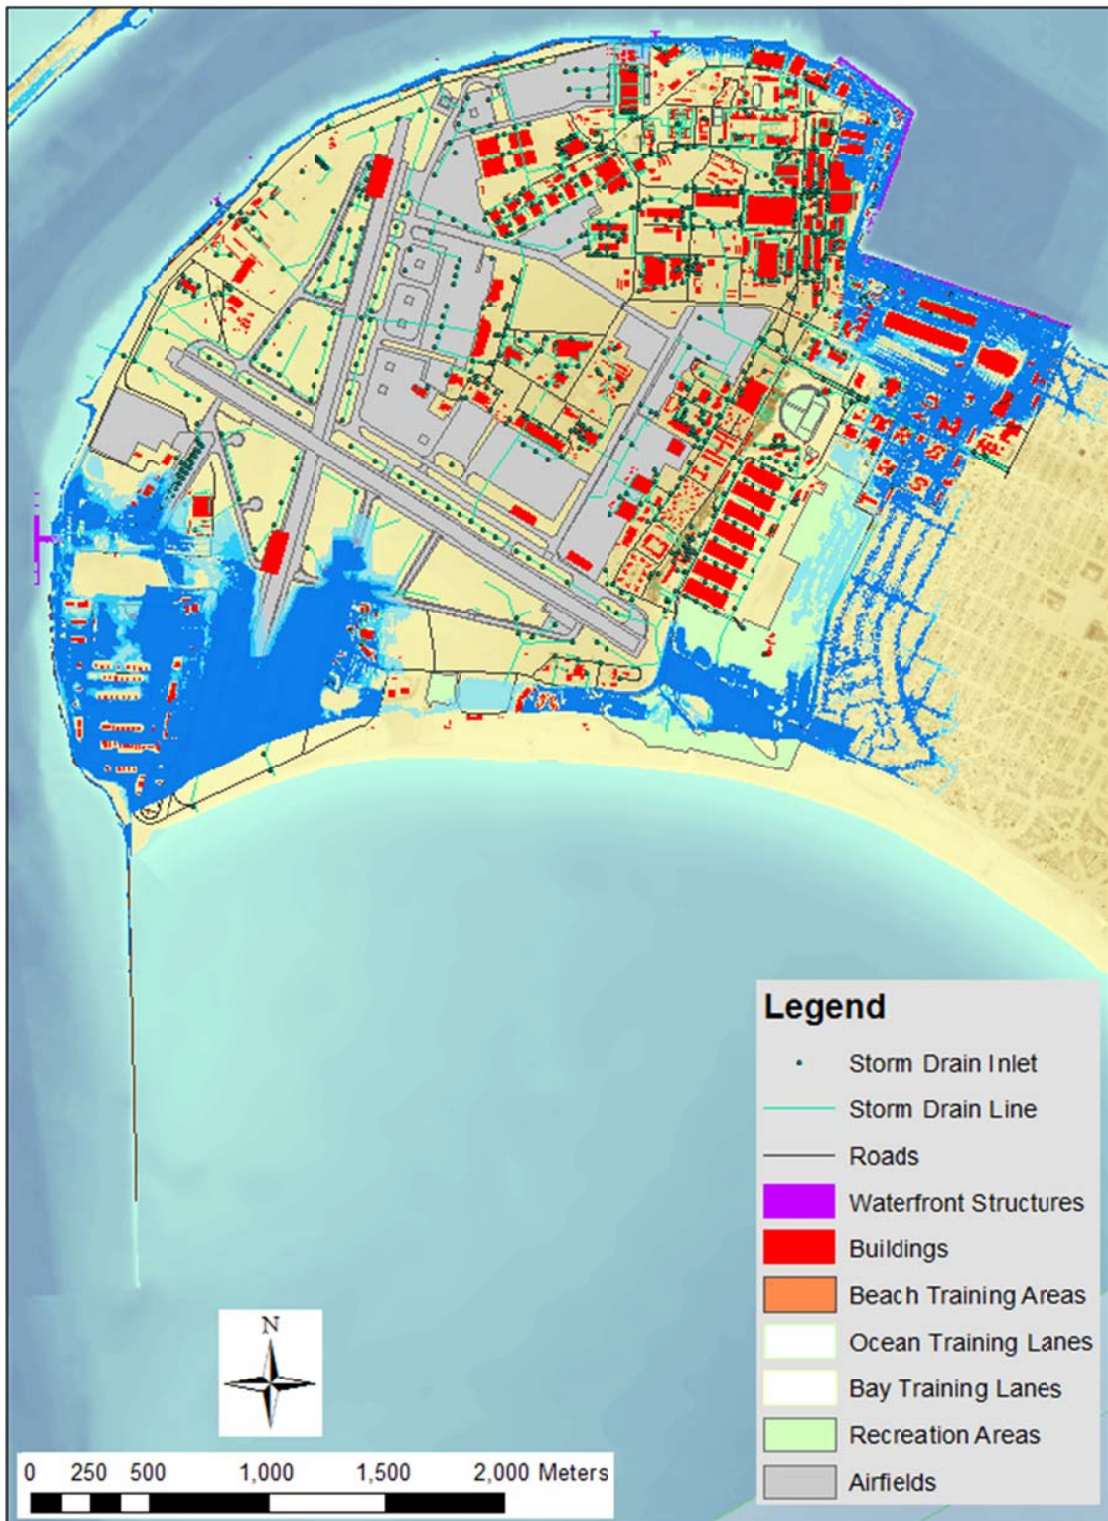 Legend
Storm Drain Inlet
Storm Drain Line
Roads
Waterfront Structures
Buildings
Beach Training Areas
Ocean Training Lanes
Bay Training Lanes
Recreation Areas
Airfields
N
0 250 500 1,000 1,500 2,000 Meters